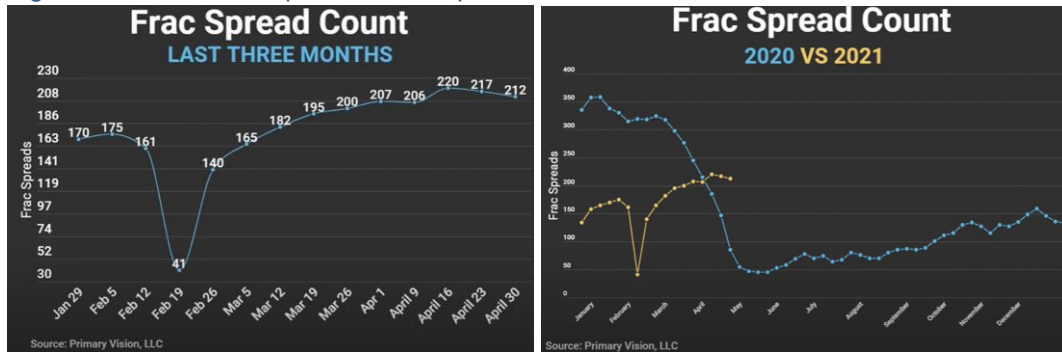 Frac Spread Count
LAST THREE MONTHS
230
208
186
163
141
119
97
74
52
30
Frac Spreads
170
175
161
41
140
165
182
195
200
207
206
220
217
212
Jan 29
Feb 5
Feb 12
Feb 19
Feb 26
Mar 5
Mar 12
Mar 19
Mar 26
Apr 1
April 9
April 16
April 23
April 30
Source: Primary Vision, LLC
Frac Spread Count
2020 VS 2021
400
350
300
250
200
150
100
50
0
Frac Spreads
January
February
March
April
May
June
July
August
September
October
November
December
Source: Primary Vision, LLC